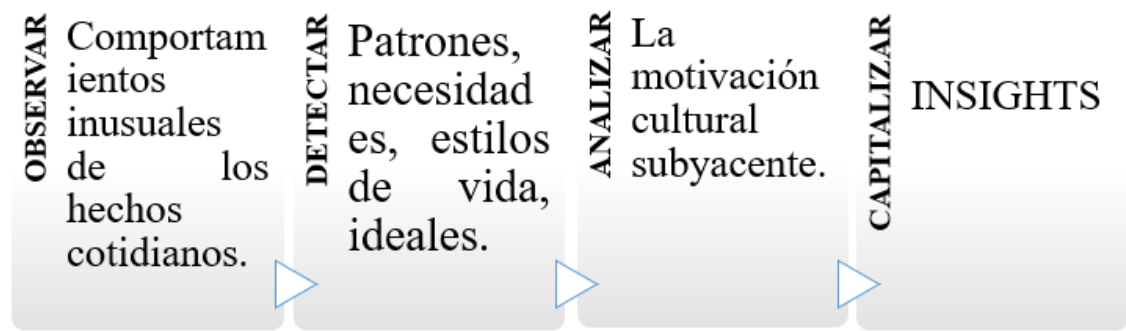 OBSERVAR
Comportam
ientos
inusuales
de los
hechos
cotidianos.
DETECTAR
Patrones,
necesidad
es, estilos
de vida,
ideales.
ANALIZAR
La
motivación
cultural
subyacente.
CAPITALIZAR
INSIGHTS